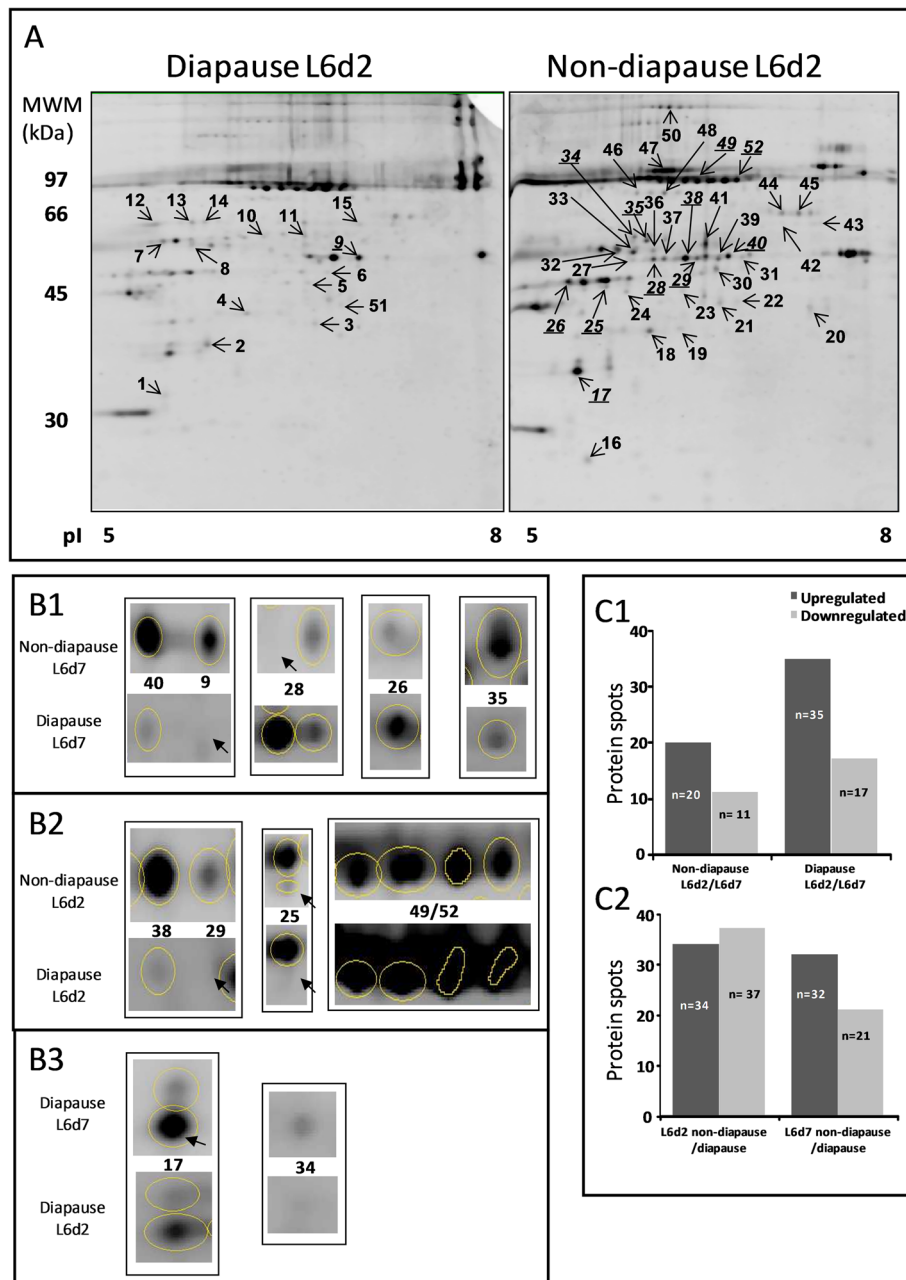 A
Diapause L6d2
Non-diapause L6d2
MWM
(kDa)
97
66
45
30
12 13 14 10 11 15
9
7 8 6
5
4 51
3
2
1
50
46 47 48 49 52
34
33 35 36 37 38 41 39 44 45
40 43
32 27 28 29 30 31 42
26 25 24 23 21 22
20
18 19
17
16
pI 5 8 5 8
B1
Non-diapause
L6d7
40 9 28 26 35
Diapause
L6d7
B2
Non-diapause
L6d2
38 29 25 49/52
Diapause
L6d2
B3
Diapause
L6d7
17 34
Diapause
L6d2
C1
Upregulated
Downregulated
Protein spots
40
30
20
10
0
n=20
n= 11
n=35
n=17
Non-diapause
L6d2/L6d7
Diapause
L6d2/L6d7
C2
Protein spots
40
30
20
10
0
n=34
n= 37
n=32
n=21
L6d2 non-diapause
/diapause
L6d7 non-diapause
/diapause